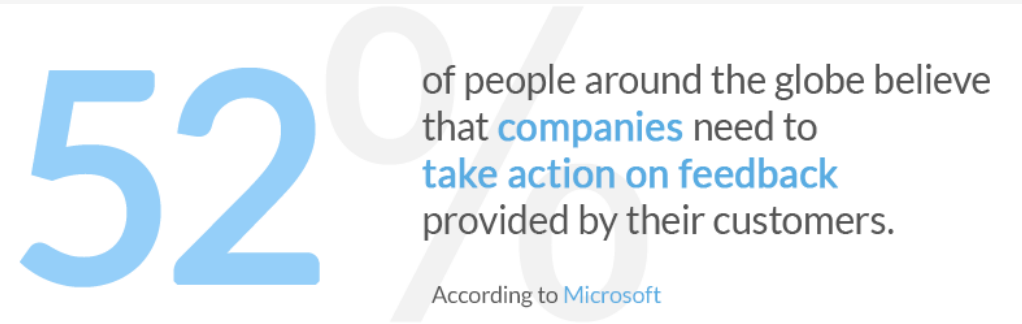 52%
of people around the globe believe
that companies need to
take action on feedback
provided by their customers.
According to Microsoft